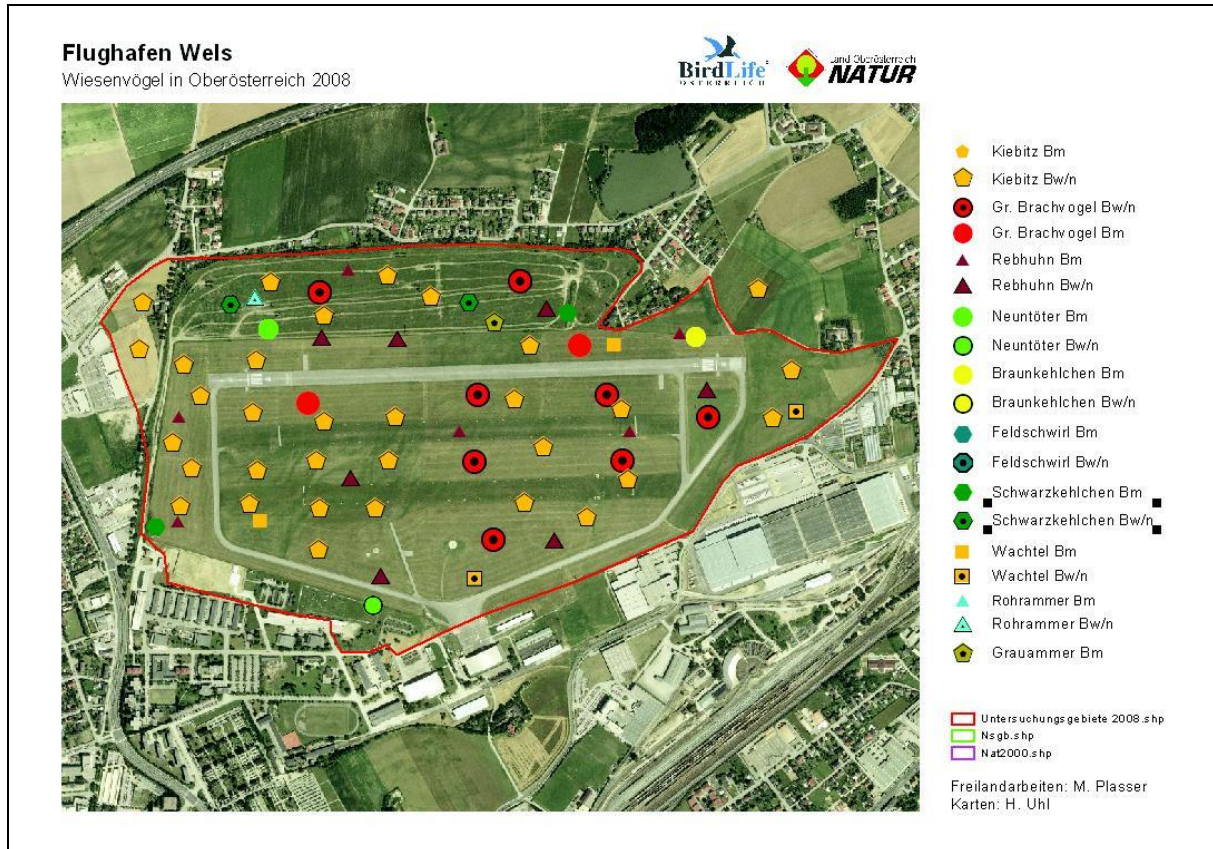 Flughafen Wels
Wiesenvögel in Oberösterreich 2008
BirdLife
ÖSTERREICH
Land Oberösterreich
NATUR
Kiebitz Bm
Kiebitz Bw/n
Gr. Brachvogel Bw/n
Gr. Brachvogel Bm
Rebhuhn Bm
Rebhuhn Bw/n
Neuntöter Bm
Neuntöter Bw/n
Braunkehlchen Bm
Braunkehlchen Bw/n
Feldschwirl Bm
Feldschwirl Bw/n
Schwarzkehlchen Bm
Schwarzkehlchen Bw/n
Wachtel Bm
Wachtel Bw/n
Rohrammer Bm
Rohrammer Bw/n
Grauammer Bm
Untersuchungsgebiete 2008.shp
Nsgb.shp
Nat2000.shp
Freilandarbeiten: M. Plasser
Karten: H. Uhl